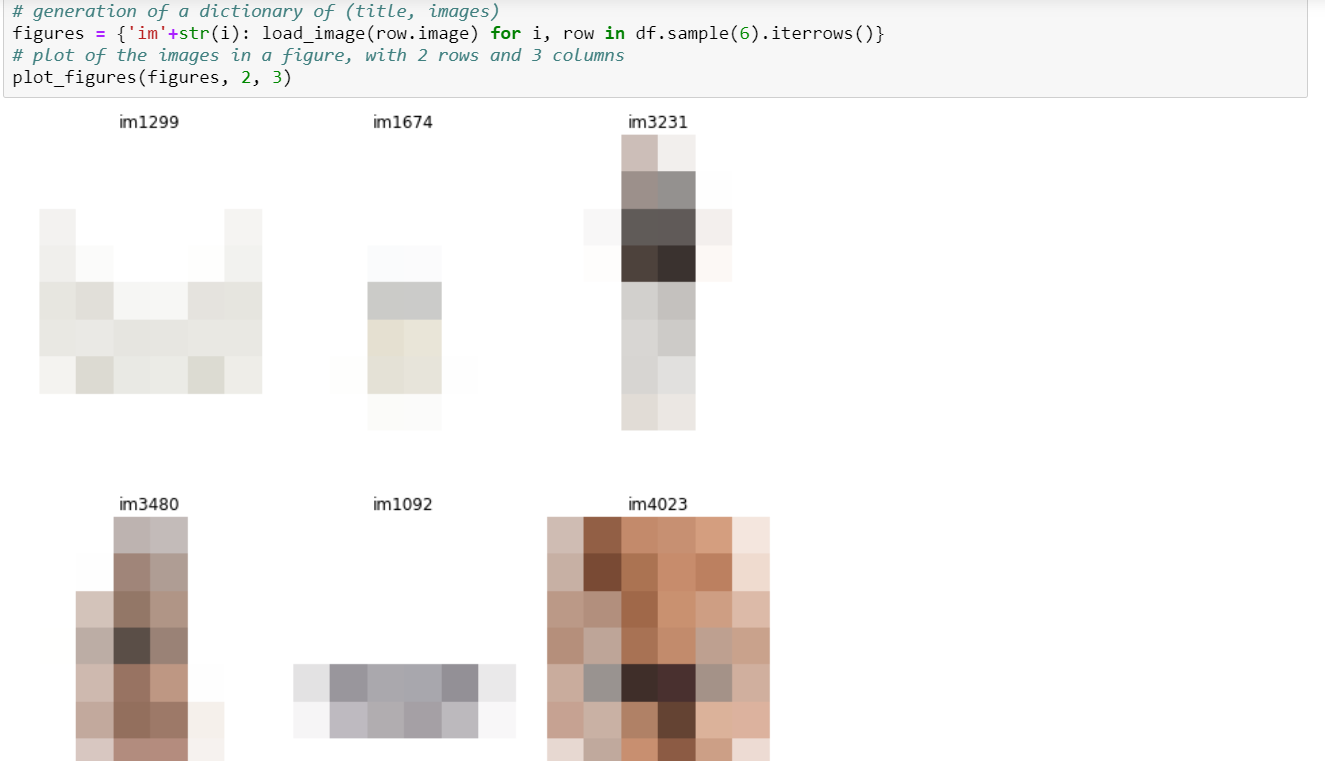 # generation of a dictionary of (title, images)
figures = {'im'+str(i): load_image(row.image) for i, row in df.sample(6).iterrows()}
# plot of the images in a figure, with 2 rows and 3 columns
plot_figures(figures, 2, 3)
im1299 im1674 im3231
im3480 im1092 im4023